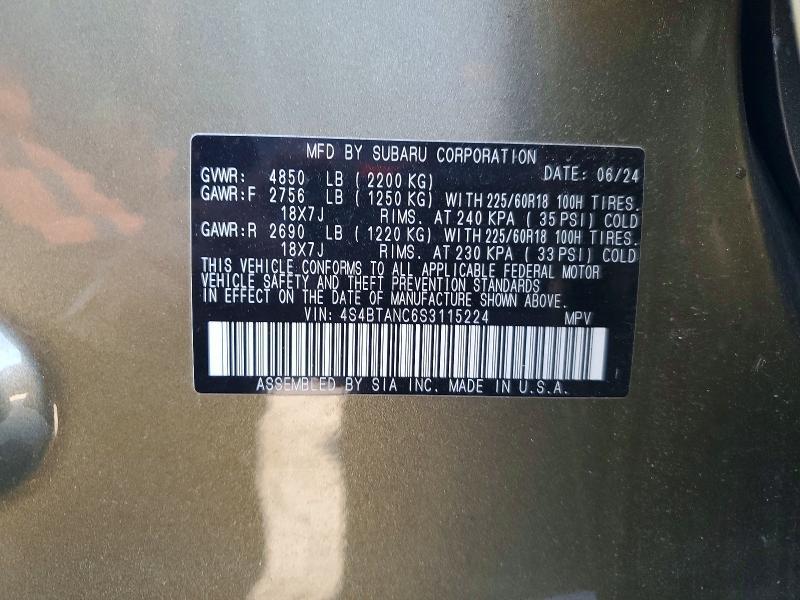 MFD BY SUBARU CORPORATION
GVWR: 4850 LB (2200 KG) DATE: 06/24
GAWR:F 2756 LB (1250 KG) WITH 225/60R18 100H TIRES.
18X7J RIMS. AT 240 KPA (35 PSI) COLD
GAWR:R 2690 LB (1220 KG) WITH 225/60R18 100H TIRES.
18X7J RIMS. AT 230 KPA (33 PSI) COLD
THIS VEHICLE CONFORMS TO ALL APPLICABLE FEDERAL MOTOR
VEHICLE SAFETY AND THEFT PREVENTION STANDARDS
IN EFFECT ON THE DATE OF MANUFACTURE SHOWN ABOVE.
VIN: 4S4BTANC6S3115224 MPV
ASSEMBLED BY SIA INC. MADE IN U.S.A.